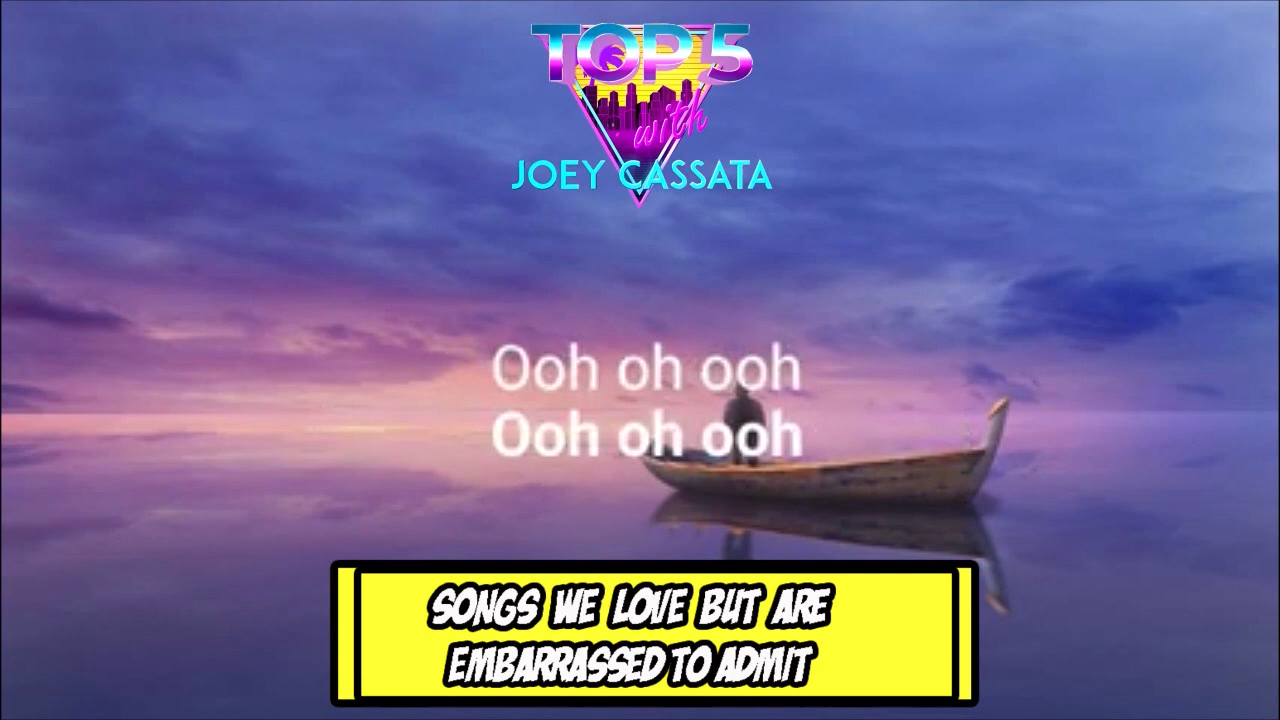 TOP 5
with
JOEY CASSATA
Ooh oh ooh
Ooh oh ooh
SONGS WE LOVE BUT ARE
EMBARRASSED TO ADMIT